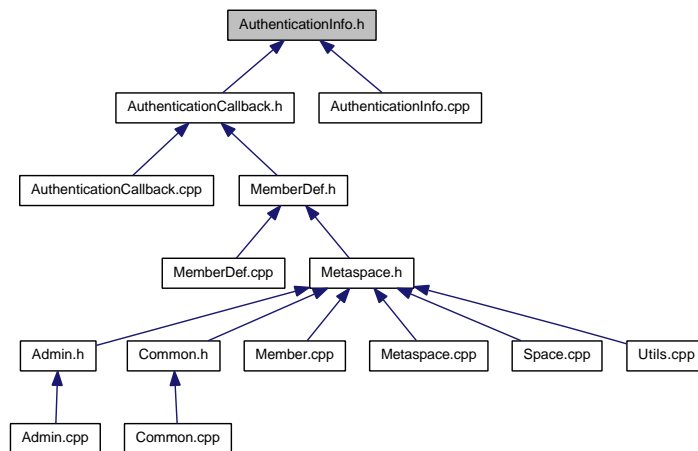 AuthenticationInfo.h
AuthenticationCallback.h
AuthenticationInfo.cpp
AuthenticationCallback.cpp
MemberDef.h
MemberDef.cpp
Metaspace.h
Admin.h
Common.h
Member.cpp
Metaspace.cpp
Space.cpp
Utils.cpp
Admin.cpp
Common.cpp